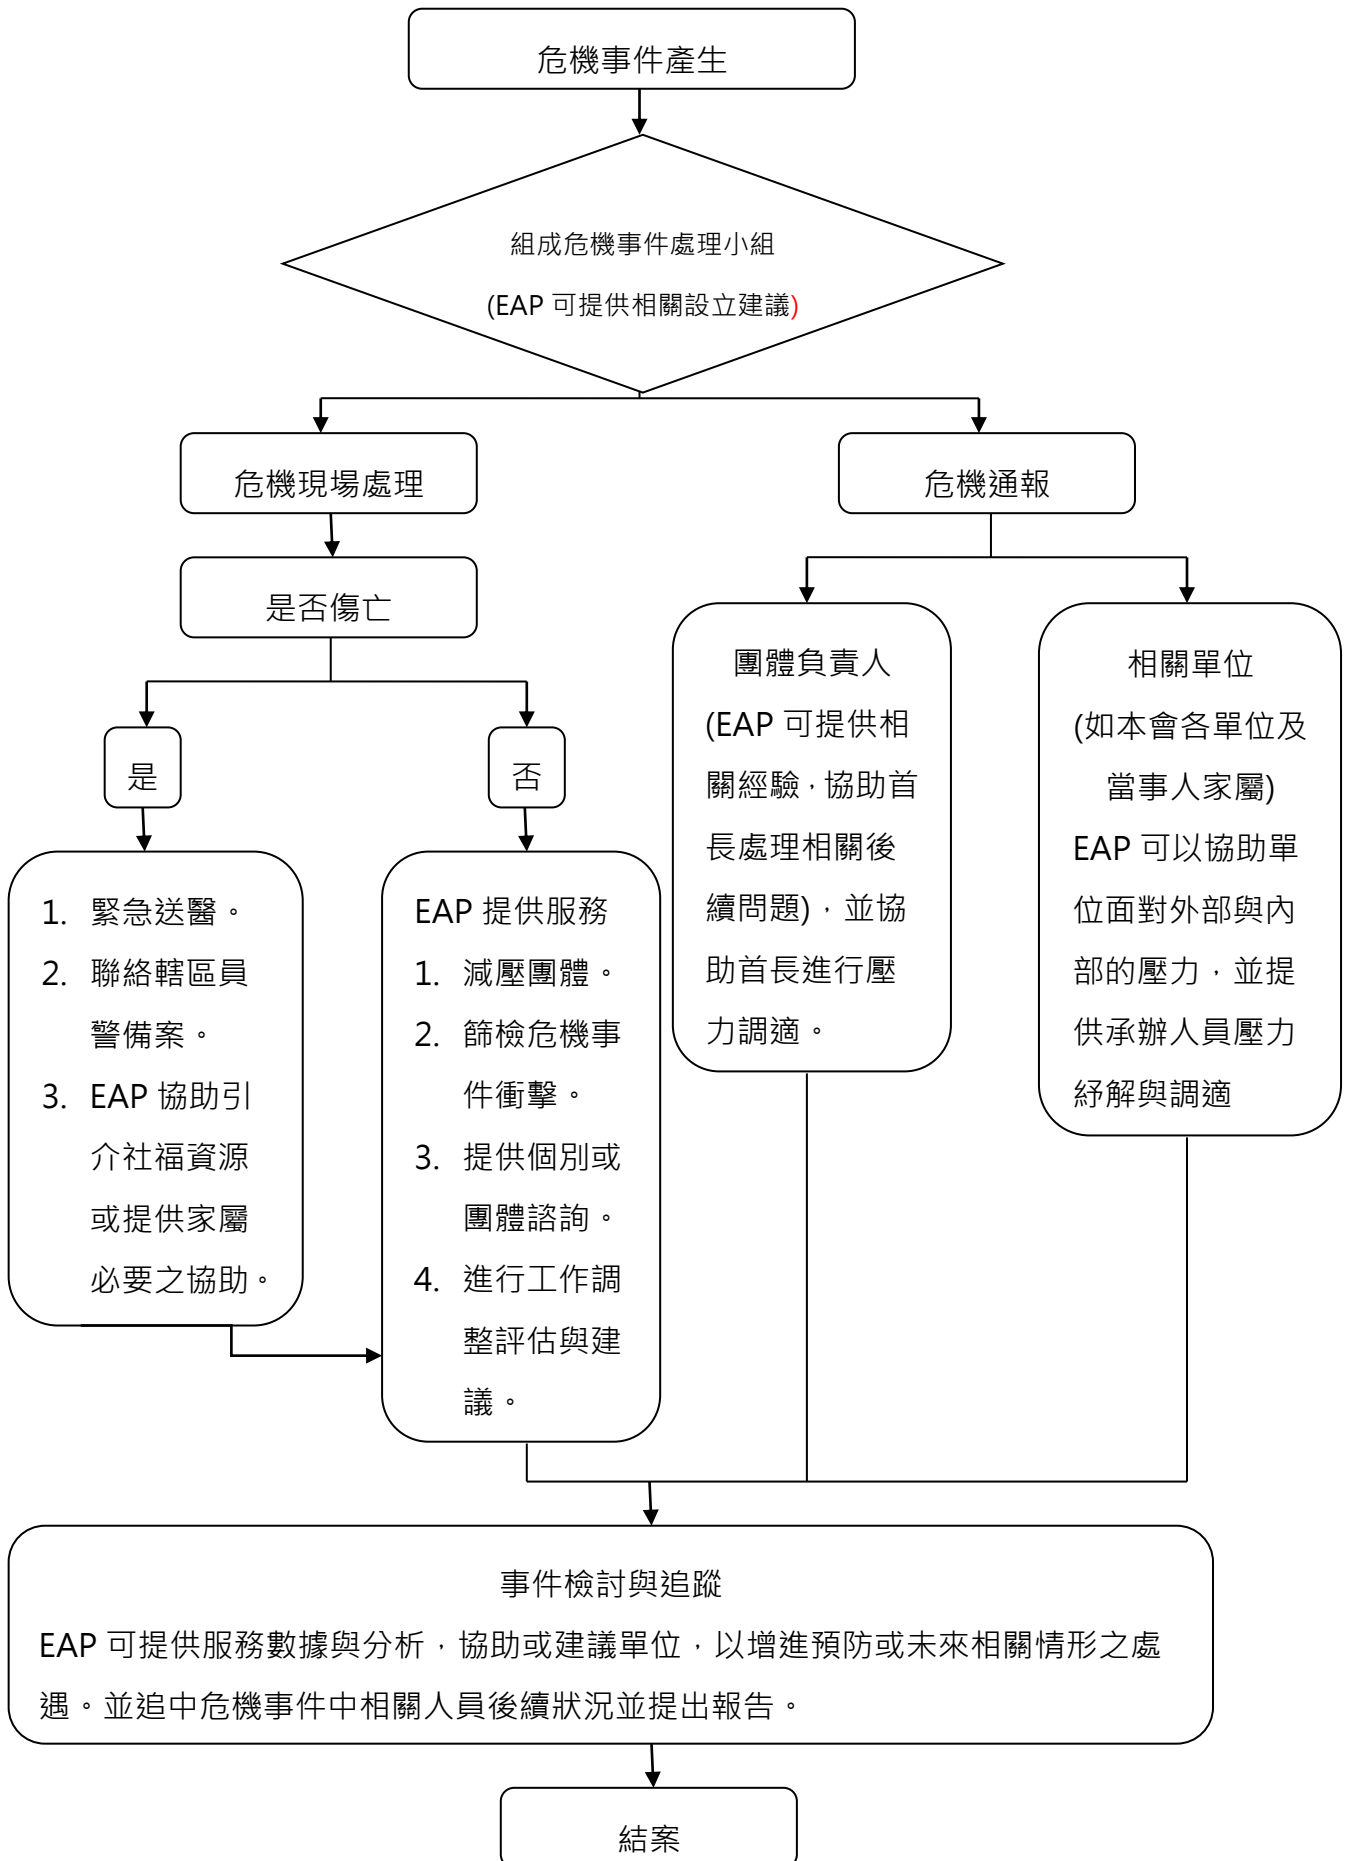 危機事件產生
組成危機事件處理小組
(EAP 可提供相關設立建議)
危機現場處理
危機通報
是否傷亡
是
否
1. 緊急送醫。
2. 聯絡轄區員
警備案。
3. EAP 協助引
介社福資源
或提供家屬
必要之協助。
EAP 提供服務
1. 減壓團體。
2. 篩檢危機事
件衝擊。
3. 提供個別或
團體諮詢。
4. 進行工作調
整評估與建
議。
團體負責人
(EAP 可提供相
關經驗，協助首
長處理相關後
續問題)，並協
助首長進行壓
力調適。
相關單位
(如本會各單位及
當事人家屬)
EAP 可以協助單
位面對外部與內
部的壓力，並提
供承辦人員壓力
紓解與調適
事件檢討與追蹤
EAP 可提供服務數據與分析，協助或建議單位，以增進預防或未來相關情形之處
遇。並追中危機事件中相關人員後續狀況並提出報告。
結案